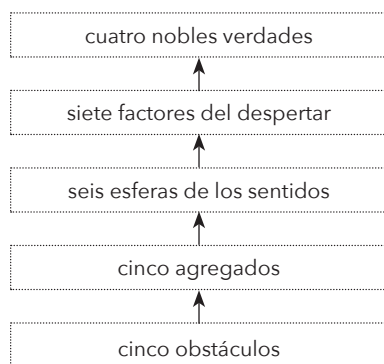 cuatro nobles verdades
siete factores del despertar
seis esferas de los sentidos
cinco agregados
cinco obstáculos